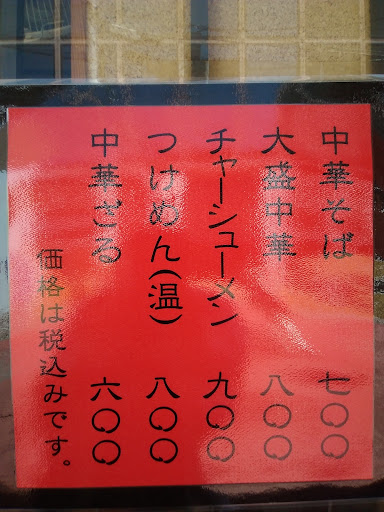 中華そば 七〇〇
大盛中華 八〇〇
チャーシューメン 九〇〇
つけめん(温) 八〇〇
中華ざる 六〇〇
価格は税込みです。